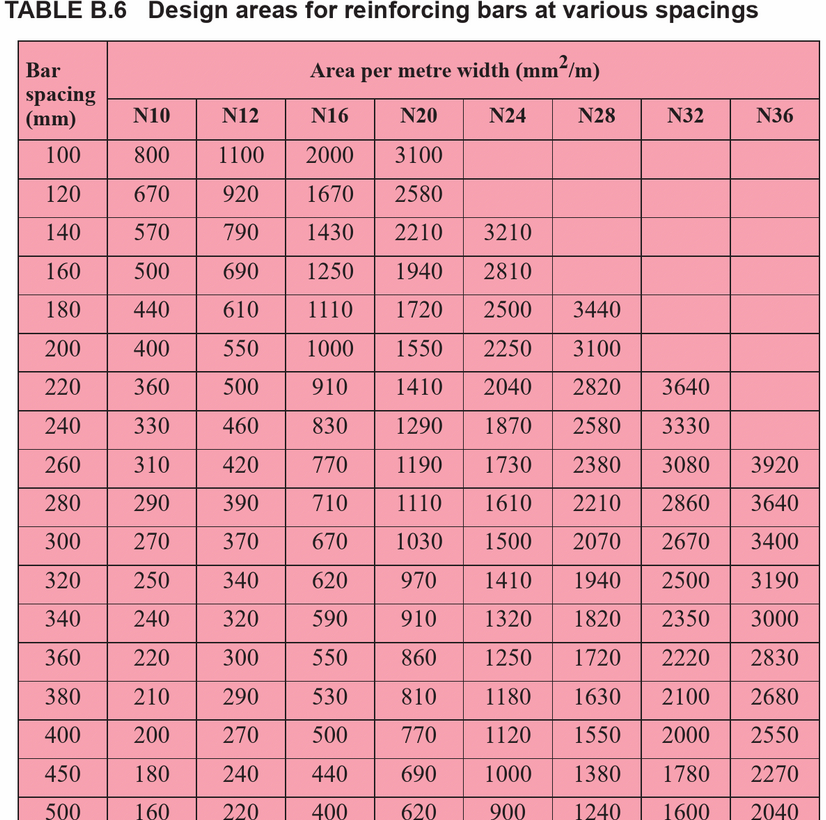 TABLE B.6 Design areas for reinforcing bars at various spacings
Bar spacing (mm) Area per metre width (mm2/m)
N10 N12 N16 N20 N24 N28 N32 N36
100 800 1100 2000 3100
120 670 920 1670 2580
140 570 790 1430 2210 3210
160 500 690 1250 1940 2810
180 440 610 1110 1720 2500 3440
200 400 550 1000 1550 2250 3100
220 360 500 910 1410 2040 2820 3640
240 330 460 830 1290 1870 2580 3330
260 310 420 770 1190 1730 2380 3080 3920
280 290 390 710 1110 1610 2210 2860 3640
300 270 370 670 1030 1500 2070 2670 3400
320 250 340 620 970 1410 1940 2500 3190
340 240 320 590 910 1320 1820 2350 3000
360 220 300 550 860 1250 1720 2220 2830
380 210 290 530 810 1180 1630 2100 2680
400 200 270 500 770 1120 1550 2000 2550
450 180 240 440 690 1000 1380 1780 2270
500 160 220 400 620 900 1240 1600 2040